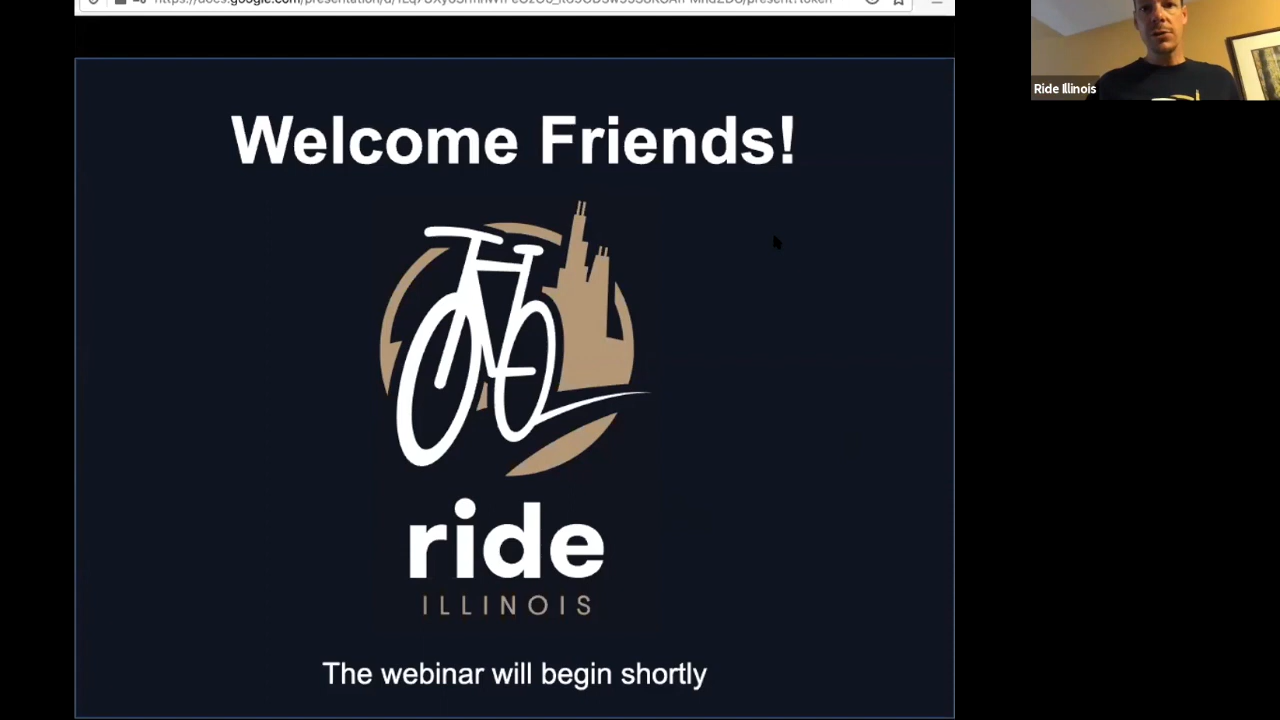 Welcome Friends!
ride
ILLINOIS
The webinar will begin shortly
Ride Illinois